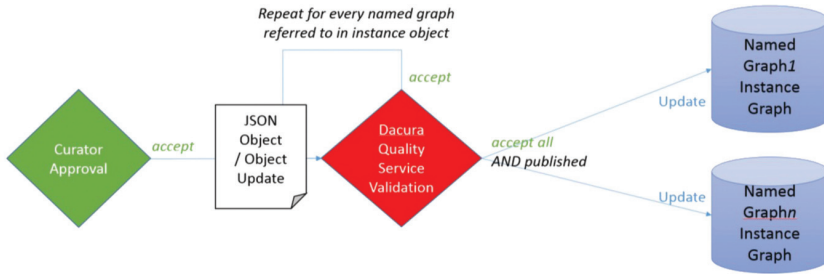 Repeat for every named graph
referred to in instance object
accept
Curator
Approval
accept
JSON
Object
/ Object
Update
Dacura
Quality
Service
Validation
accept all
AND published
Update
Named
Graph1
Instance
Graph
Update
Named
Graphn
Instance
Graph